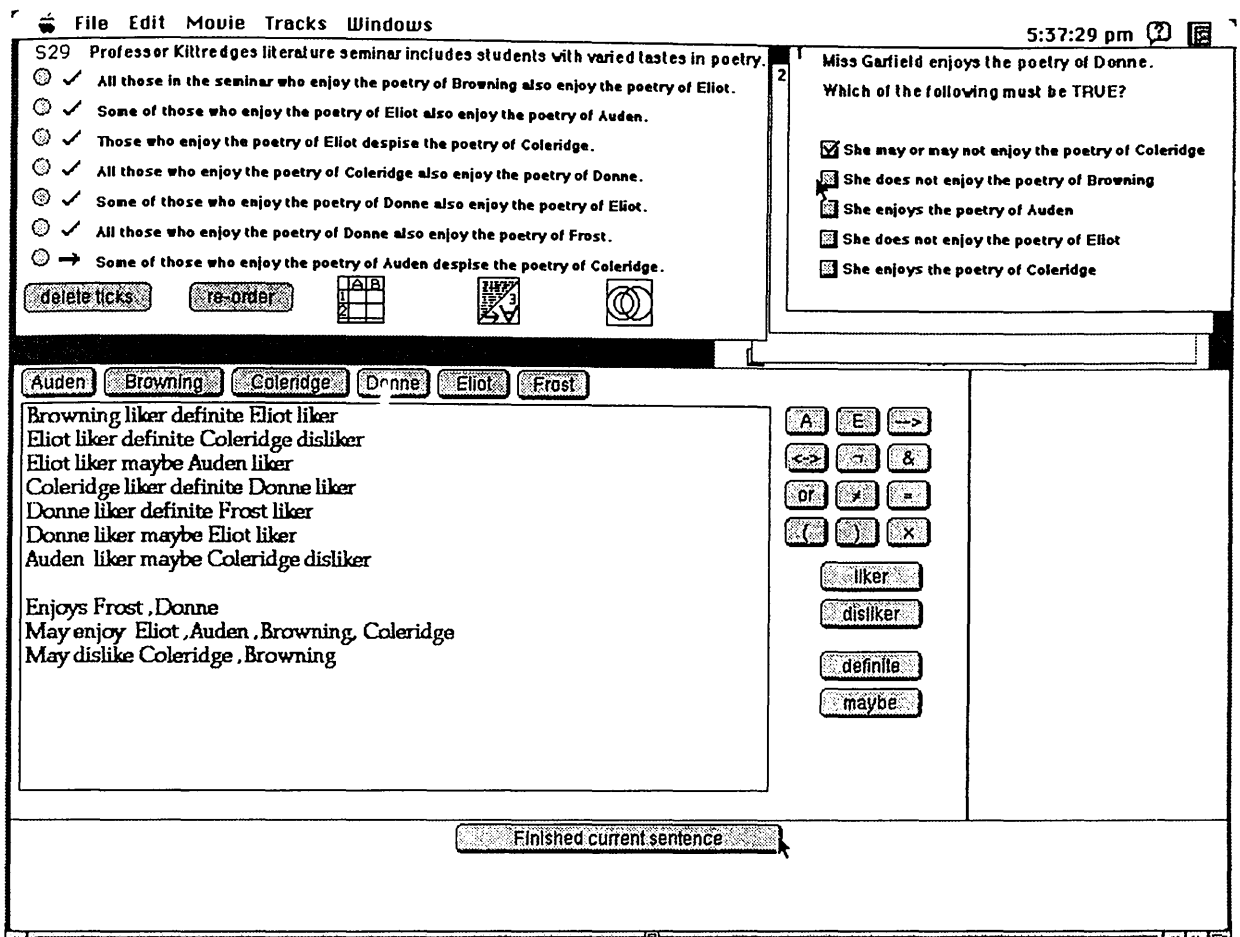 File Edit Movie Tracks Windows
5:37:29 pm
S29 Professor Kittredges literature seminar includes students with varied tastes in poetry.
All those in the seminar who enjoy the poetry of Browning also enjoy the poetry of Eliot.
Some of those who enjoy the poetry of Eliot also enjoy the poetry of Auden.
Those who enjoy the poetry of Eliot despise the poetry of Coleridge.
All those who enjoy the poetry of Coleridge also enjoy the poetry of Donne.
Some of those who enjoy the poetry of Donne also enjoy the poetry of Eliot.
All those who enjoy the poetry of Donne also enjoy the poetry of Frost.
Some of those who enjoy the poetry of Auden despise the poetry of Coleridge.
delete ticks re-order
A B
1
2
2
Miss Garfield enjoys the poetry of Donne.
Which of the following must be TRUE?
She may or may not enjoy the poetry of Coleridge
She does not enjoy the poetry of Browning
She enjoys the poetry of Auden
She does not enjoy the poetry of Eliot
She enjoys the poetry of Coleridge
Auden Browning Coleridge Donne Eliot Frost
Browning liker definite Eliot liker
Eliot liker definite Coleridge disliker
Eliot liker maybe Auden liker
Coleridge liker definite Donne liker
Donne liker definite Frost liker
Donne liker maybe Eliot liker
Auden liker maybe Coleridge disliker
Enjoys Frost ,Donne
May enjoy Eliot ,Auden ,Browning, Coleridge
May dislike Coleridge ,Browning
A E -->
<-> ¬ &
or ≠ =
( ) ×
liker
disliker
definite
maybe
Finished current sentence